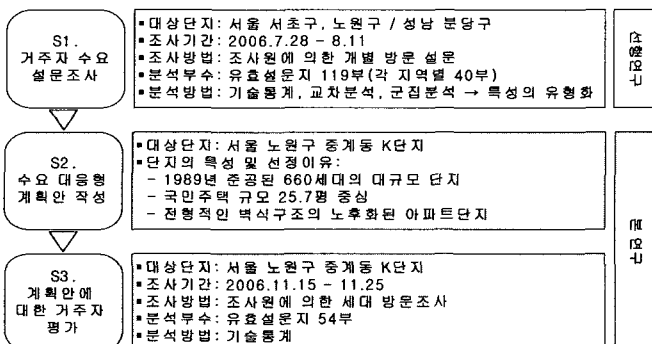 S1.
거주자 수요
설문조사
▪대상단지: 서울 서초구, 노원구 / 성남 분당구
▪조사기간: 2006.7.28 - 8.11
▪조사방법: 조사원에 의한 개별 방문 설문
▪분석부수: 유효설문지 119부(각 지역별 40부)
▪분석방법: 기술통계, 교차분석, 군집분석 → 특성의 유형화
선행연구
S2.
수요 대응형
계획안 작성
▪대상단지: 서울 노원구 중계동 K단지
▪단지의 특성 및 선정이유:
- 1989년 준공된 660세대의 대규모 단지
- 국민주택 규모 25.7평 중심
- 전형적인 벽식구조의 노후화된 아파트단지
본 연구
S3.
계획안에
대한 거주자
평가
▪대상단지: 서울 노원구 중계동 K단지
▪조사기간: 2006.11.15 - 11.25
▪조사방법: 조사원에 의한 세대 방문조사
▪분석부수: 유효설문지 54부
▪분석방법: 기술통계